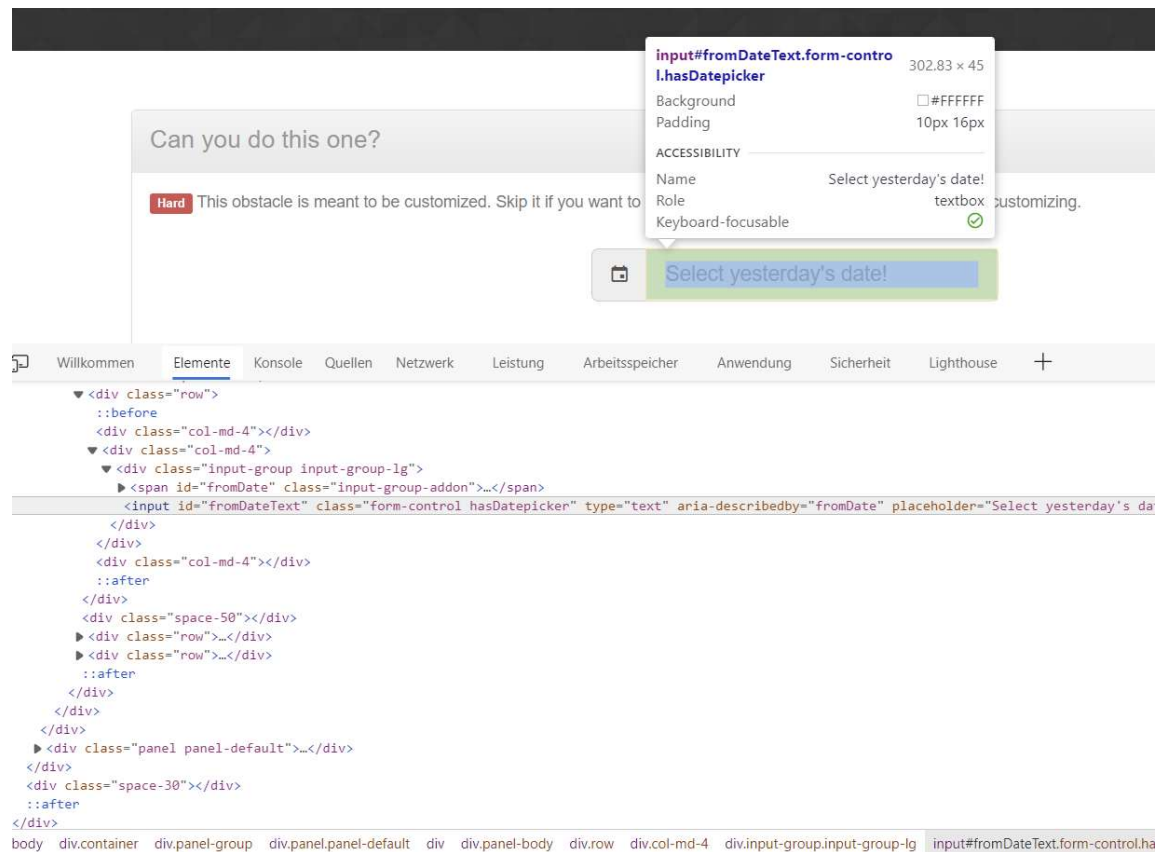 input#fromDateText.form-contro
l.hasDatepicker
302.83 × 45
Background #FFFFFF
Padding 10px 16px
ACCESSIBILITY
Name Select yesterday's date!
Role textbox
Keyboard-focusable
Can you do this one?
Hard This obstacle is meant to be customized. Skip it if you want to customizing.
Select yesterday's date!
Willkommen Elemente Konsole Quellen Netzwerk Leistung Arbeitsspeicher Anwendung Sicherheit Lighthouse +
▼<div class="row">
::before
<div class="col-md-4"></div>
▼<div class="col-md-4">
▼<div class="input-group input-group-lg">
▶<span id="fromDate" class="input-group-addon">…</span>
<input id="fromDateText" class="form-control hasDatepicker" type="text" aria-describedby="fromDate" placeholder="Select yesterday's da
</div>
</div>
<div class="col-md-4"></div>
::after
</div>
<div class="space-50"></div>
▶<div class="row">…</div>
▶<div class="row">…</div>
::after
</div>
</div>
</div>
▶<div class="panel panel-default">…</div>
</div>
<div class="space-30"></div>
::after
</div>
body div.container div.panel-group div.panel.panel-default div div.panel-body div.row div.col-md-4 div.input-group.input-group-lg input#fromDateText.form-control.ha